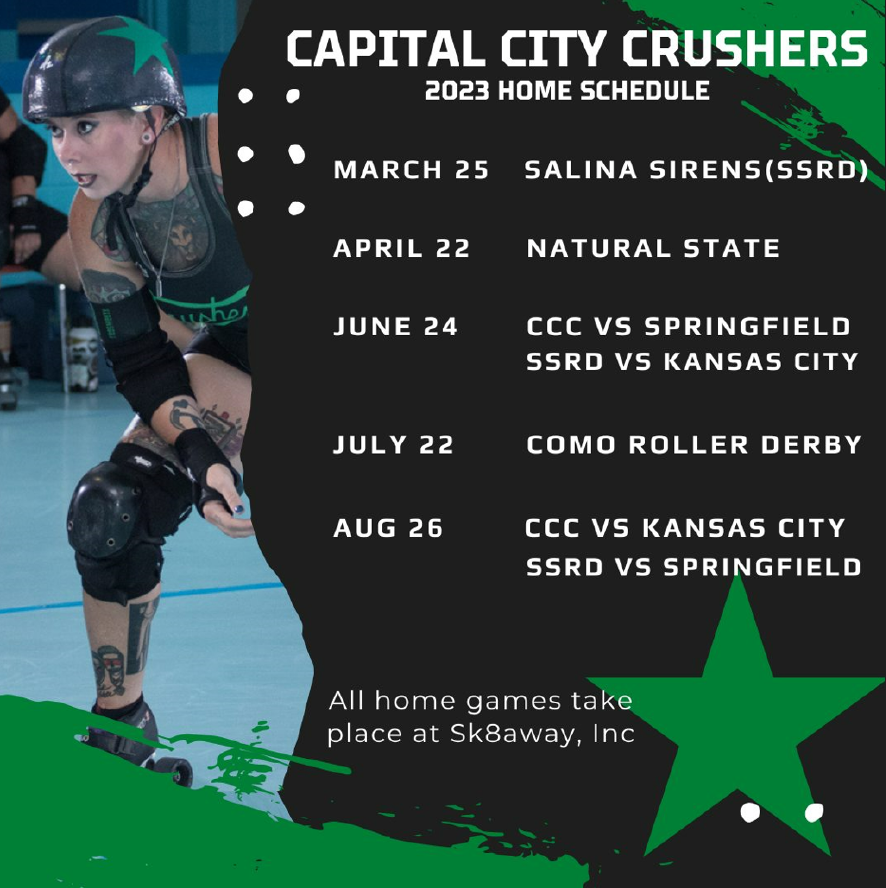 CAPITAL CITY CRUSHERS
2023 HOME SCHEDULE
MARCH 25 SALINA SIRENS(SSRD)
APRIL 22 NATURAL STATE
JUNE 24 CCC VS SPRINGFIELD
SSRD VS KANSAS CITY
JULY 22 COMO ROLLER DERBY
AUG 26 CCC VS KANSAS CITY
SSRD VS SPRINGFIELD
All home games take
place at Sk8away, Inc